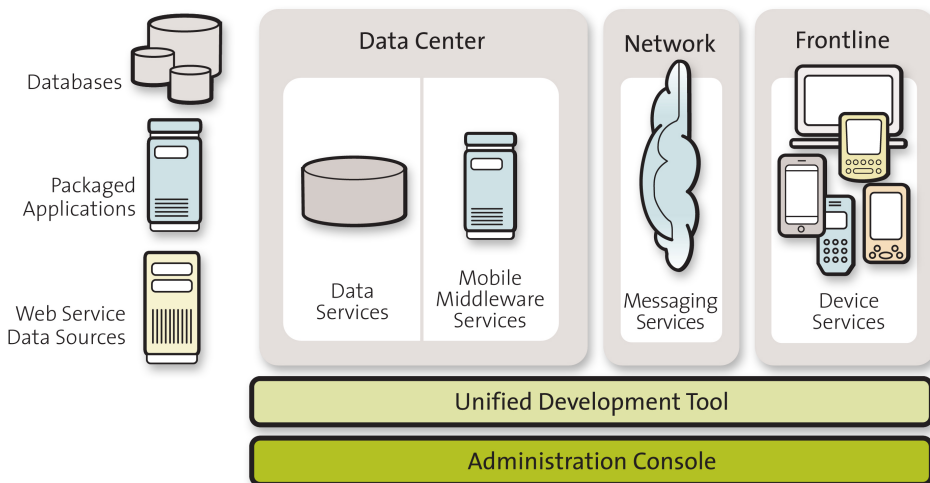 Databases
Packaged
Applications
Web Service
Data Sources
Data Center
Data
Services
Mobile
Middleware
Services
Network
Messaging
Services
Frontline
Device
Services
Unified Development Tool
Administration Console